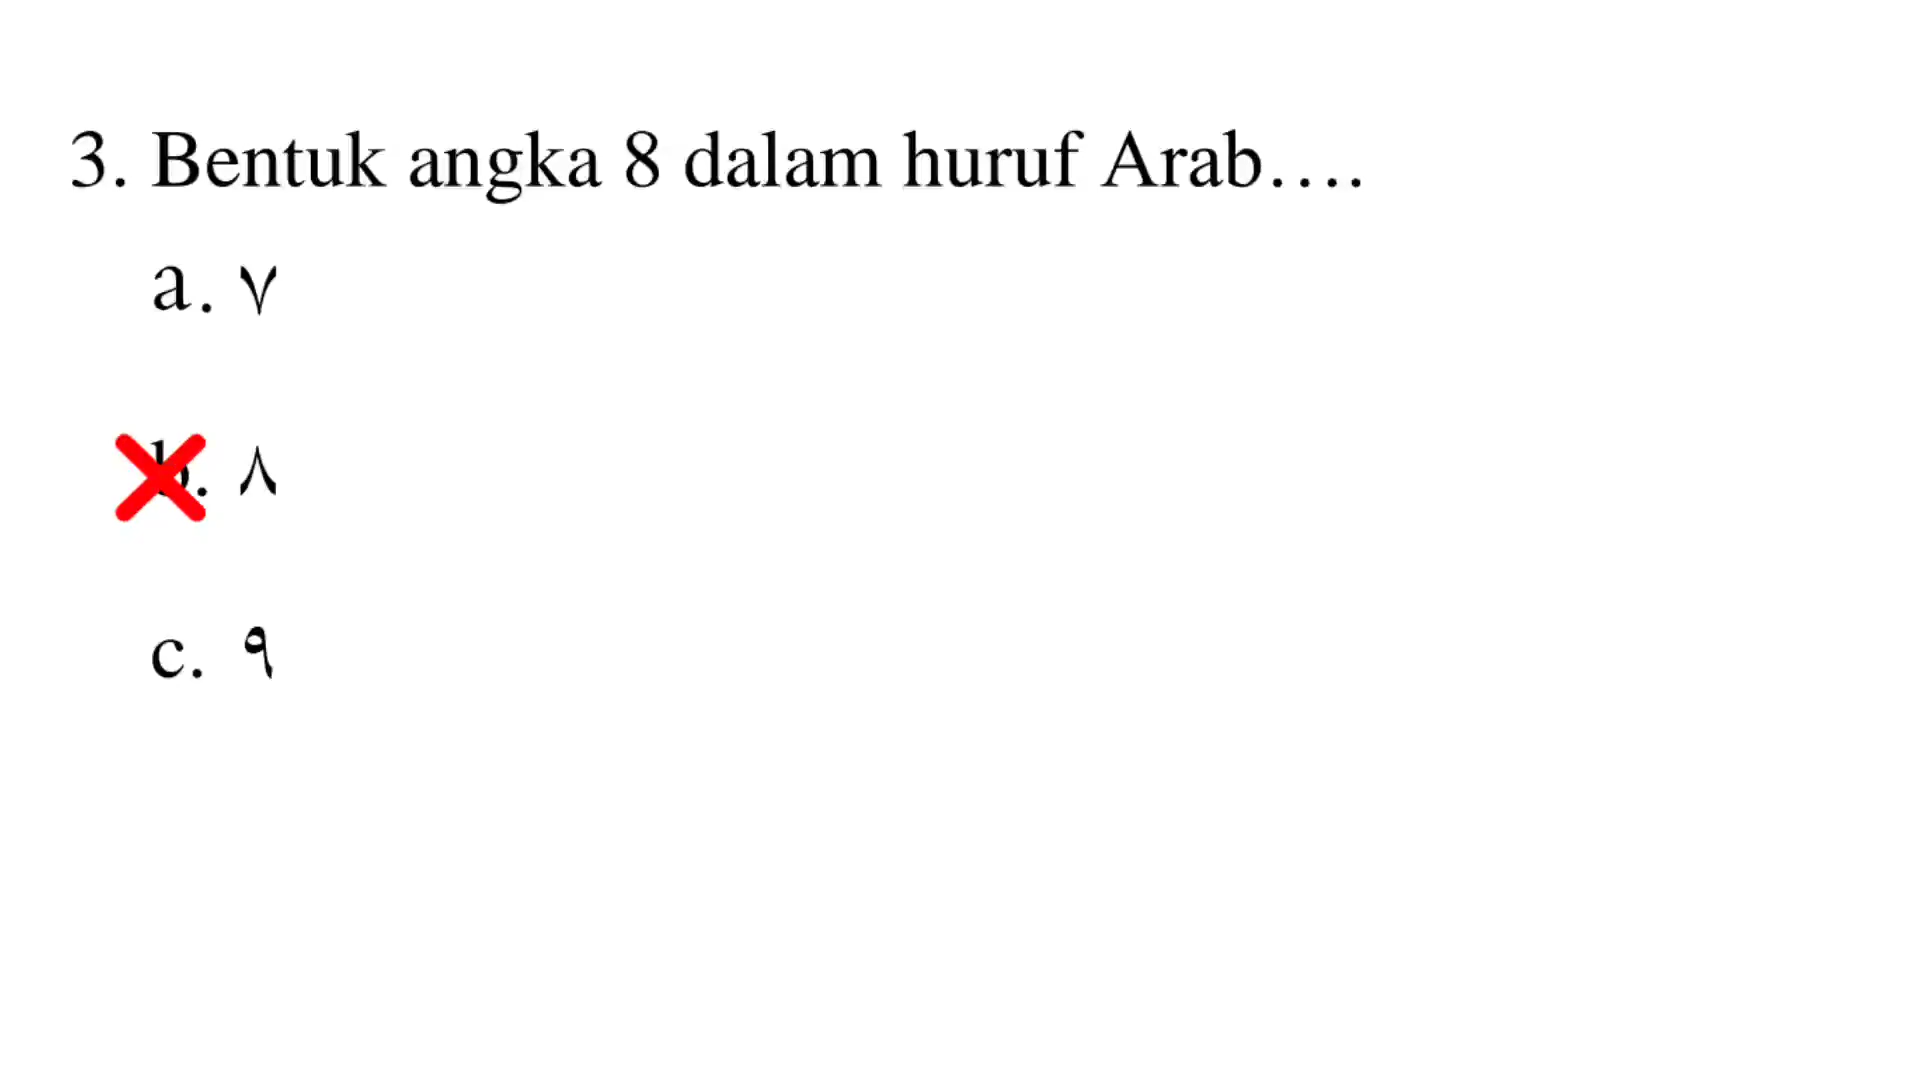 3. Bentuk angka 8 dalam huruf Arab….
a. ٧
b. ٨
c. ٩